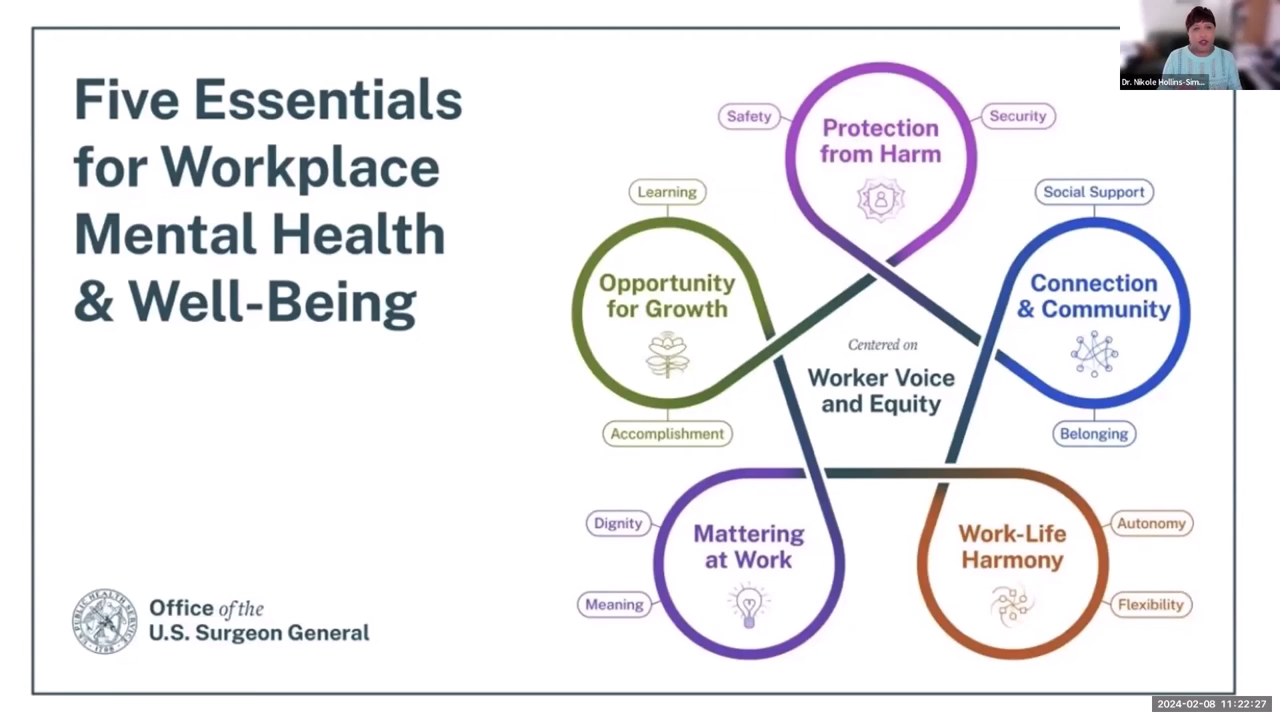 Five Essentials
for Workplace
Mental Health
& Well-Being
Safety
Protection
from Harm
Security
Learning
Opportunity
for Growth
Accomplishment
Social Support
Connection
& Community
Belonging
Centered on
Worker Voice
and Equity
Dignity
Mattering
at Work
Meaning
Work-Life
Harmony
Autonomy
Flexibility
Office of the
U.S. Surgeon General
Dr. Nikole Hollins-Sim...
2024-02-08 11:22:27